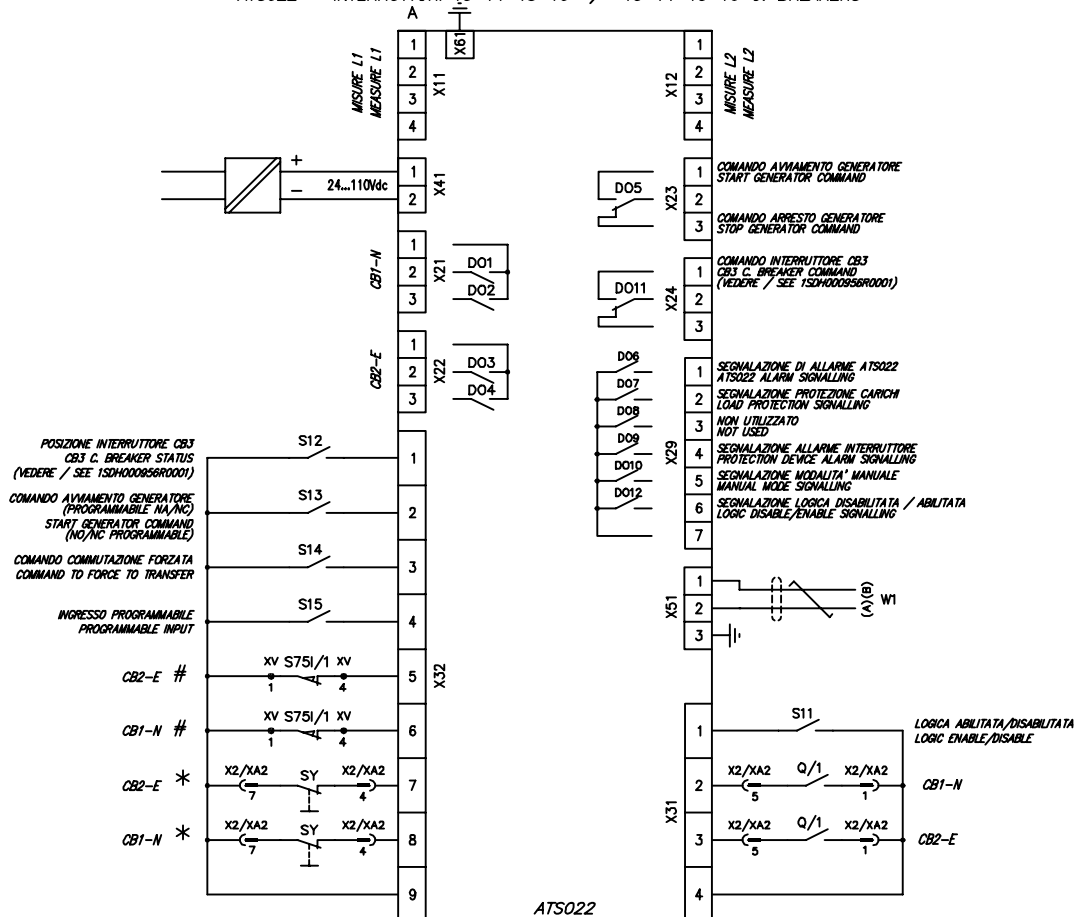 A
X61
MISURE L1
MEASURE L1
1
2
3
4
X11
1
2
3
4
X12
MISURE L2
MEASURE L2
+
−
24...110Vdc
1
2
X41
CB1-N
1
2
3
X21
DO1
DO2
CB2-E
1
2
3
X22
DO3
DO4
DO5
X23
1
2
3
COMANDO AVVIAMENTO GENERATORE
START GENERATOR COMMAND
COMANDO ARRESTO GENERATORE
STOP GENERATOR COMMAND
DO11
X24
1
2
3
COMANDO INTERRUTTORE CB3
CB3 C. BREAKER COMMAND
(VEDERE / SEE 1SDH000956R0001)
DO6
DO7
DO8
DO9
DO10
DO12
X29
1
2
3
4
5
6
7
SEGNALAZIONE DI ALLARME ATS022
ATS022 ALARM SIGNALLING
SEGNALAZIONE PROTEZIONE CARICHI
LOAD PROTECTION SIGNALLING
NON UTILIZZATO
NOT USED
SEGNALAZIONE ALLARME INTERRUTTORE
PROTECTION DEVICE ALARM SIGNALLING
SEGNALAZIONE MODALITA' MANUALE
MANUAL MODE SIGNALLING
SEGNALAZIONE LOGICA DISABILITATA / ABILITATA
LOGIC DISABLE/ENABLE SIGNALLING
POSIZIONE INTERRUTTORE CB3
CB3 C. BREAKER STATUS
(VEDERE / SEE 1SDH000956R0001)
S12
1
COMANDO AVVIAMENTO GENERATORE
(PROGRAMMABILE NA/NC)
START GENERATOR COMMAND
(NO/NC PROGRAMMABLE)
S13
2
COMANDO COMMUTAZIONE FORZATA
COMMAND TO FORCE TO TRANSFER
S14
3
INGRESSO PROGRAMMABILE
PROGRAMMABLE INPUT
S15
4
CB2-E #
XV S75I/1 XV
1 4
5
X32
CB1-N #
XV S75I/1 XV
1 4
6
CB2-E *
X2/XA2 SY X2/XA2
7 4
7
CB1-N *
X2/XA2 SY X2/XA2
7 4
8
9
X51
1
2
3
(A)(B)
W1
X31
1
S11
LOGICA ABILITATA/DISABILITATA
LOGIC ENABLE/DISABLE
2
X2/XA2 Q/1 X2/XA2
5 1
CB1-N
3
X2/XA2 Q/1 X2/XA2
5 1
CB2-E
4
ATS022